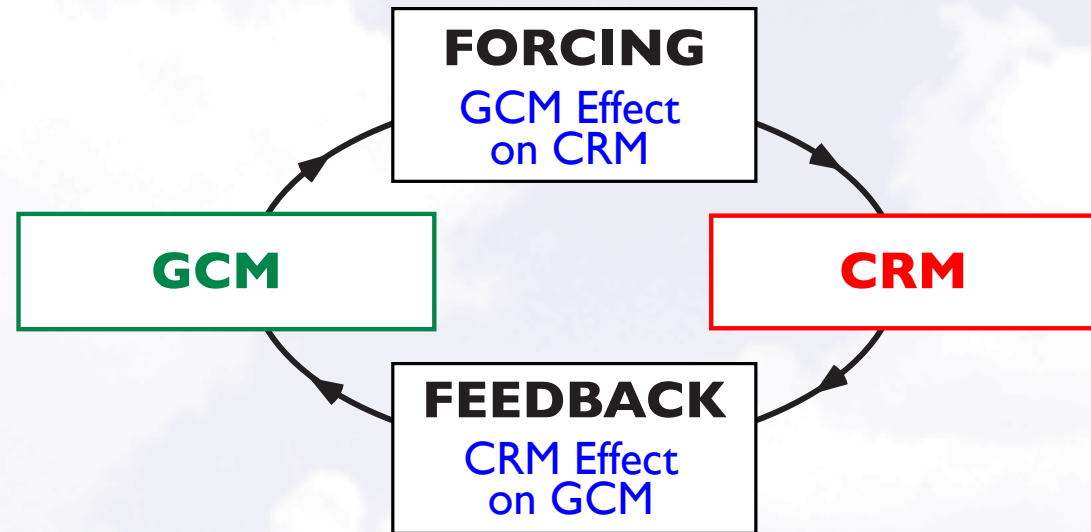 FORCING
GCM Effect
on CRM
GCM
CRM
FEEDBACK
CRM Effect
on GCM